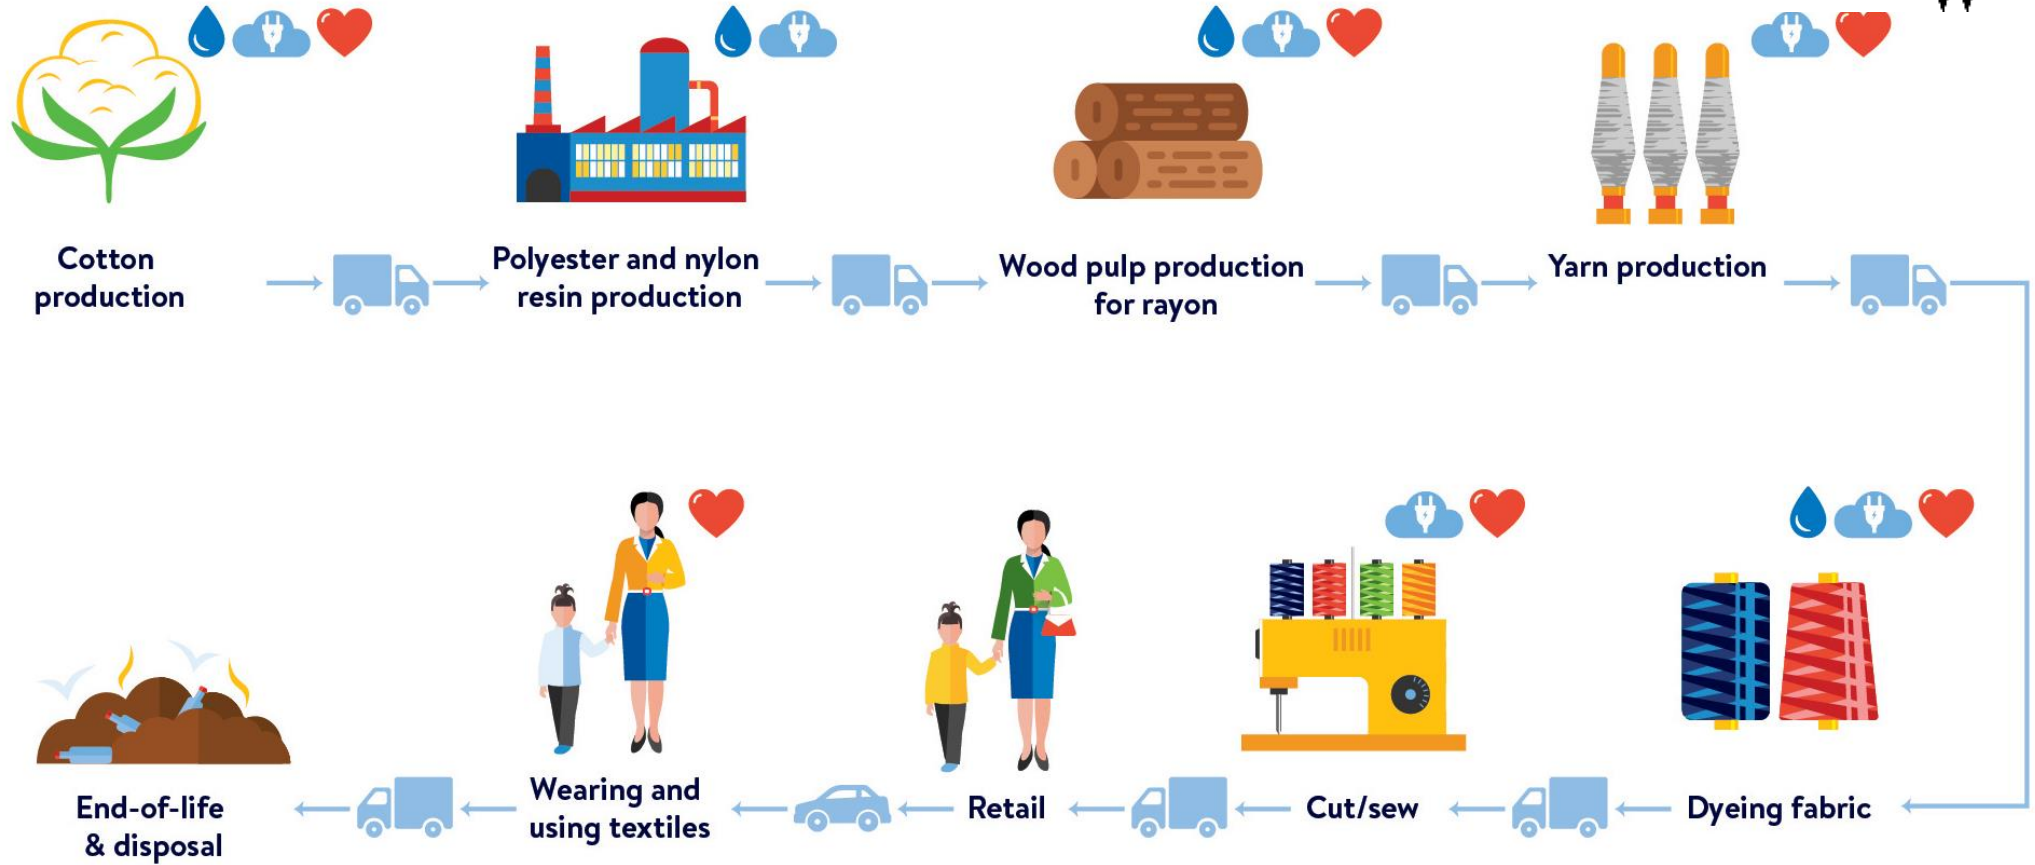 Cotton
production
Polyester and nylon
resin production
Wood pulp production
for rayon
Yarn production
End-of-life
& disposal
Wearing and
using textiles
Retail
Cut/sew
Dyeing fabric